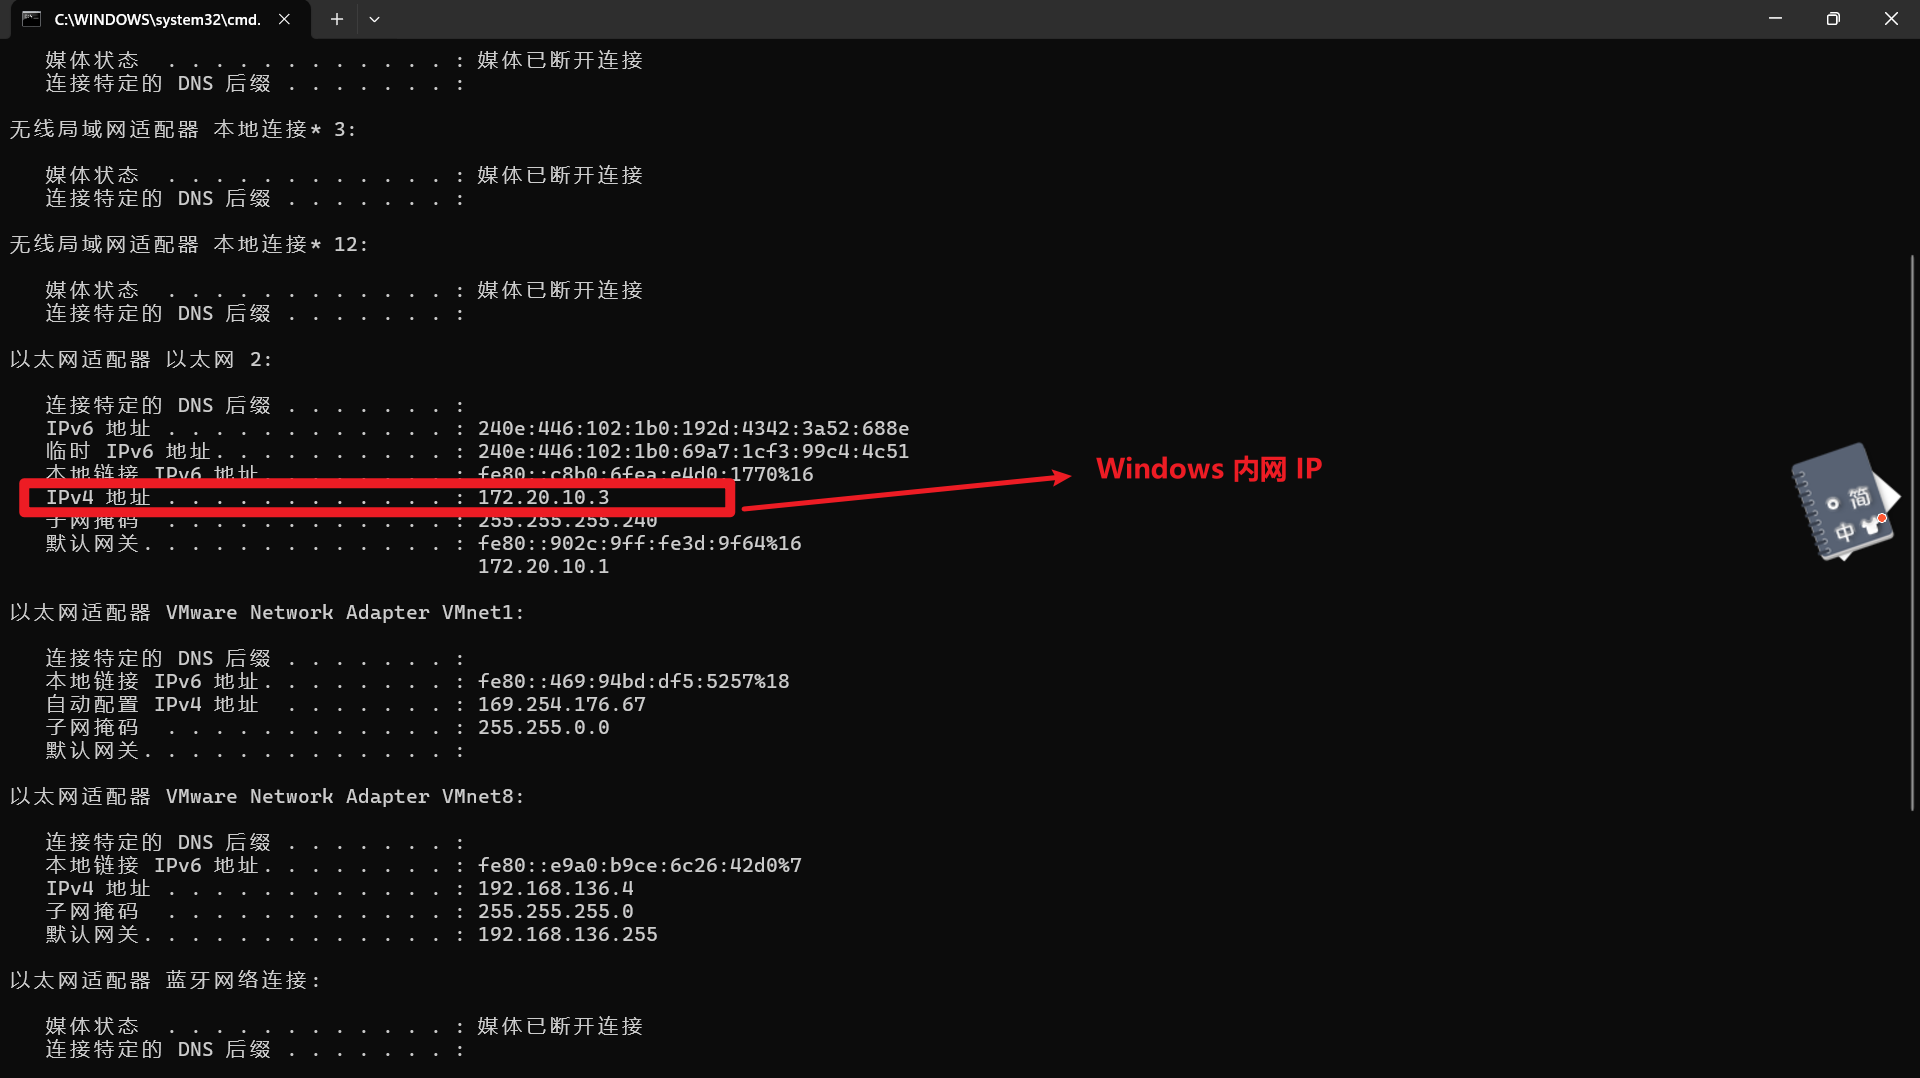 C:\WINDOWS\system32\cmd.
媒体状态  . . . . . . . . . . . . : 媒体已断开连接
连接特定的 DNS 后缀 . . . . . . . :
无线局域网适配器 本地连接* 3:
媒体状态  . . . . . . . . . . . . : 媒体已断开连接
连接特定的 DNS 后缀 . . . . . . . :
无线局域网适配器 本地连接* 12:
媒体状态  . . . . . . . . . . . . : 媒体已断开连接
连接特定的 DNS 后缀 . . . . . . . :
以太网适配器 以太网 2:
连接特定的 DNS 后缀 . . . . . . . :
IPv6 地址 . . . . . . . . . . . . : 240e:446:102:1b0:192d:4342:3a52:688e
临时 IPv6 地址. . . . . . . . . . : 240e:446:102:1b0:69a7:1cf3:99c4:4c51
本地链接 IPv6 地址. . . . . . . . : fe80::c8b0:6fea:e4d0:1770%16
IPv4 地址 . . . . . . . . . . . . : 172.20.10.3
Windows 内网 IP
子网掩码  . . . . . . . . . . . . : 255.255.255.240
默认网关. . . . . . . . . . . . . : fe80::902c:9ff:fe3d:9f64%16
172.20.10.1
以太网适配器 VMware Network Adapter VMnet1:
连接特定的 DNS 后缀 . . . . . . . :
本地链接 IPv6 地址. . . . . . . . : fe80::469:94bd:df5:5257%18
自动配置 IPv4 地址  . . . . . . . : 169.254.176.67
子网掩码  . . . . . . . . . . . . : 255.255.0.0
默认网关. . . . . . . . . . . . . :
以太网适配器 VMware Network Adapter VMnet8:
连接特定的 DNS 后缀 . . . . . . . :
本地链接 IPv6 地址. . . . . . . . : fe80::e9a0:b9ce:6c26:42d0%7
IPv4 地址 . . . . . . . . . . . . : 192.168.136.4
子网掩码  . . . . . . . . . . . . : 255.255.255.0
默认网关. . . . . . . . . . . . . : 192.168.136.255
以太网适配器 蓝牙网络连接:
媒体状态  . . . . . . . . . . . . : 媒体已断开连接
连接特定的 DNS 后缀 . . . . . . . :
简
中